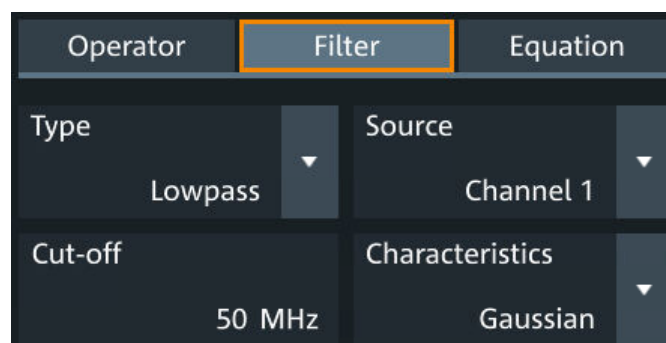 Operator Filter Equation
Type Source
Lowpass Channel 1
Cut-off Characteristics
50 MHz Gaussian